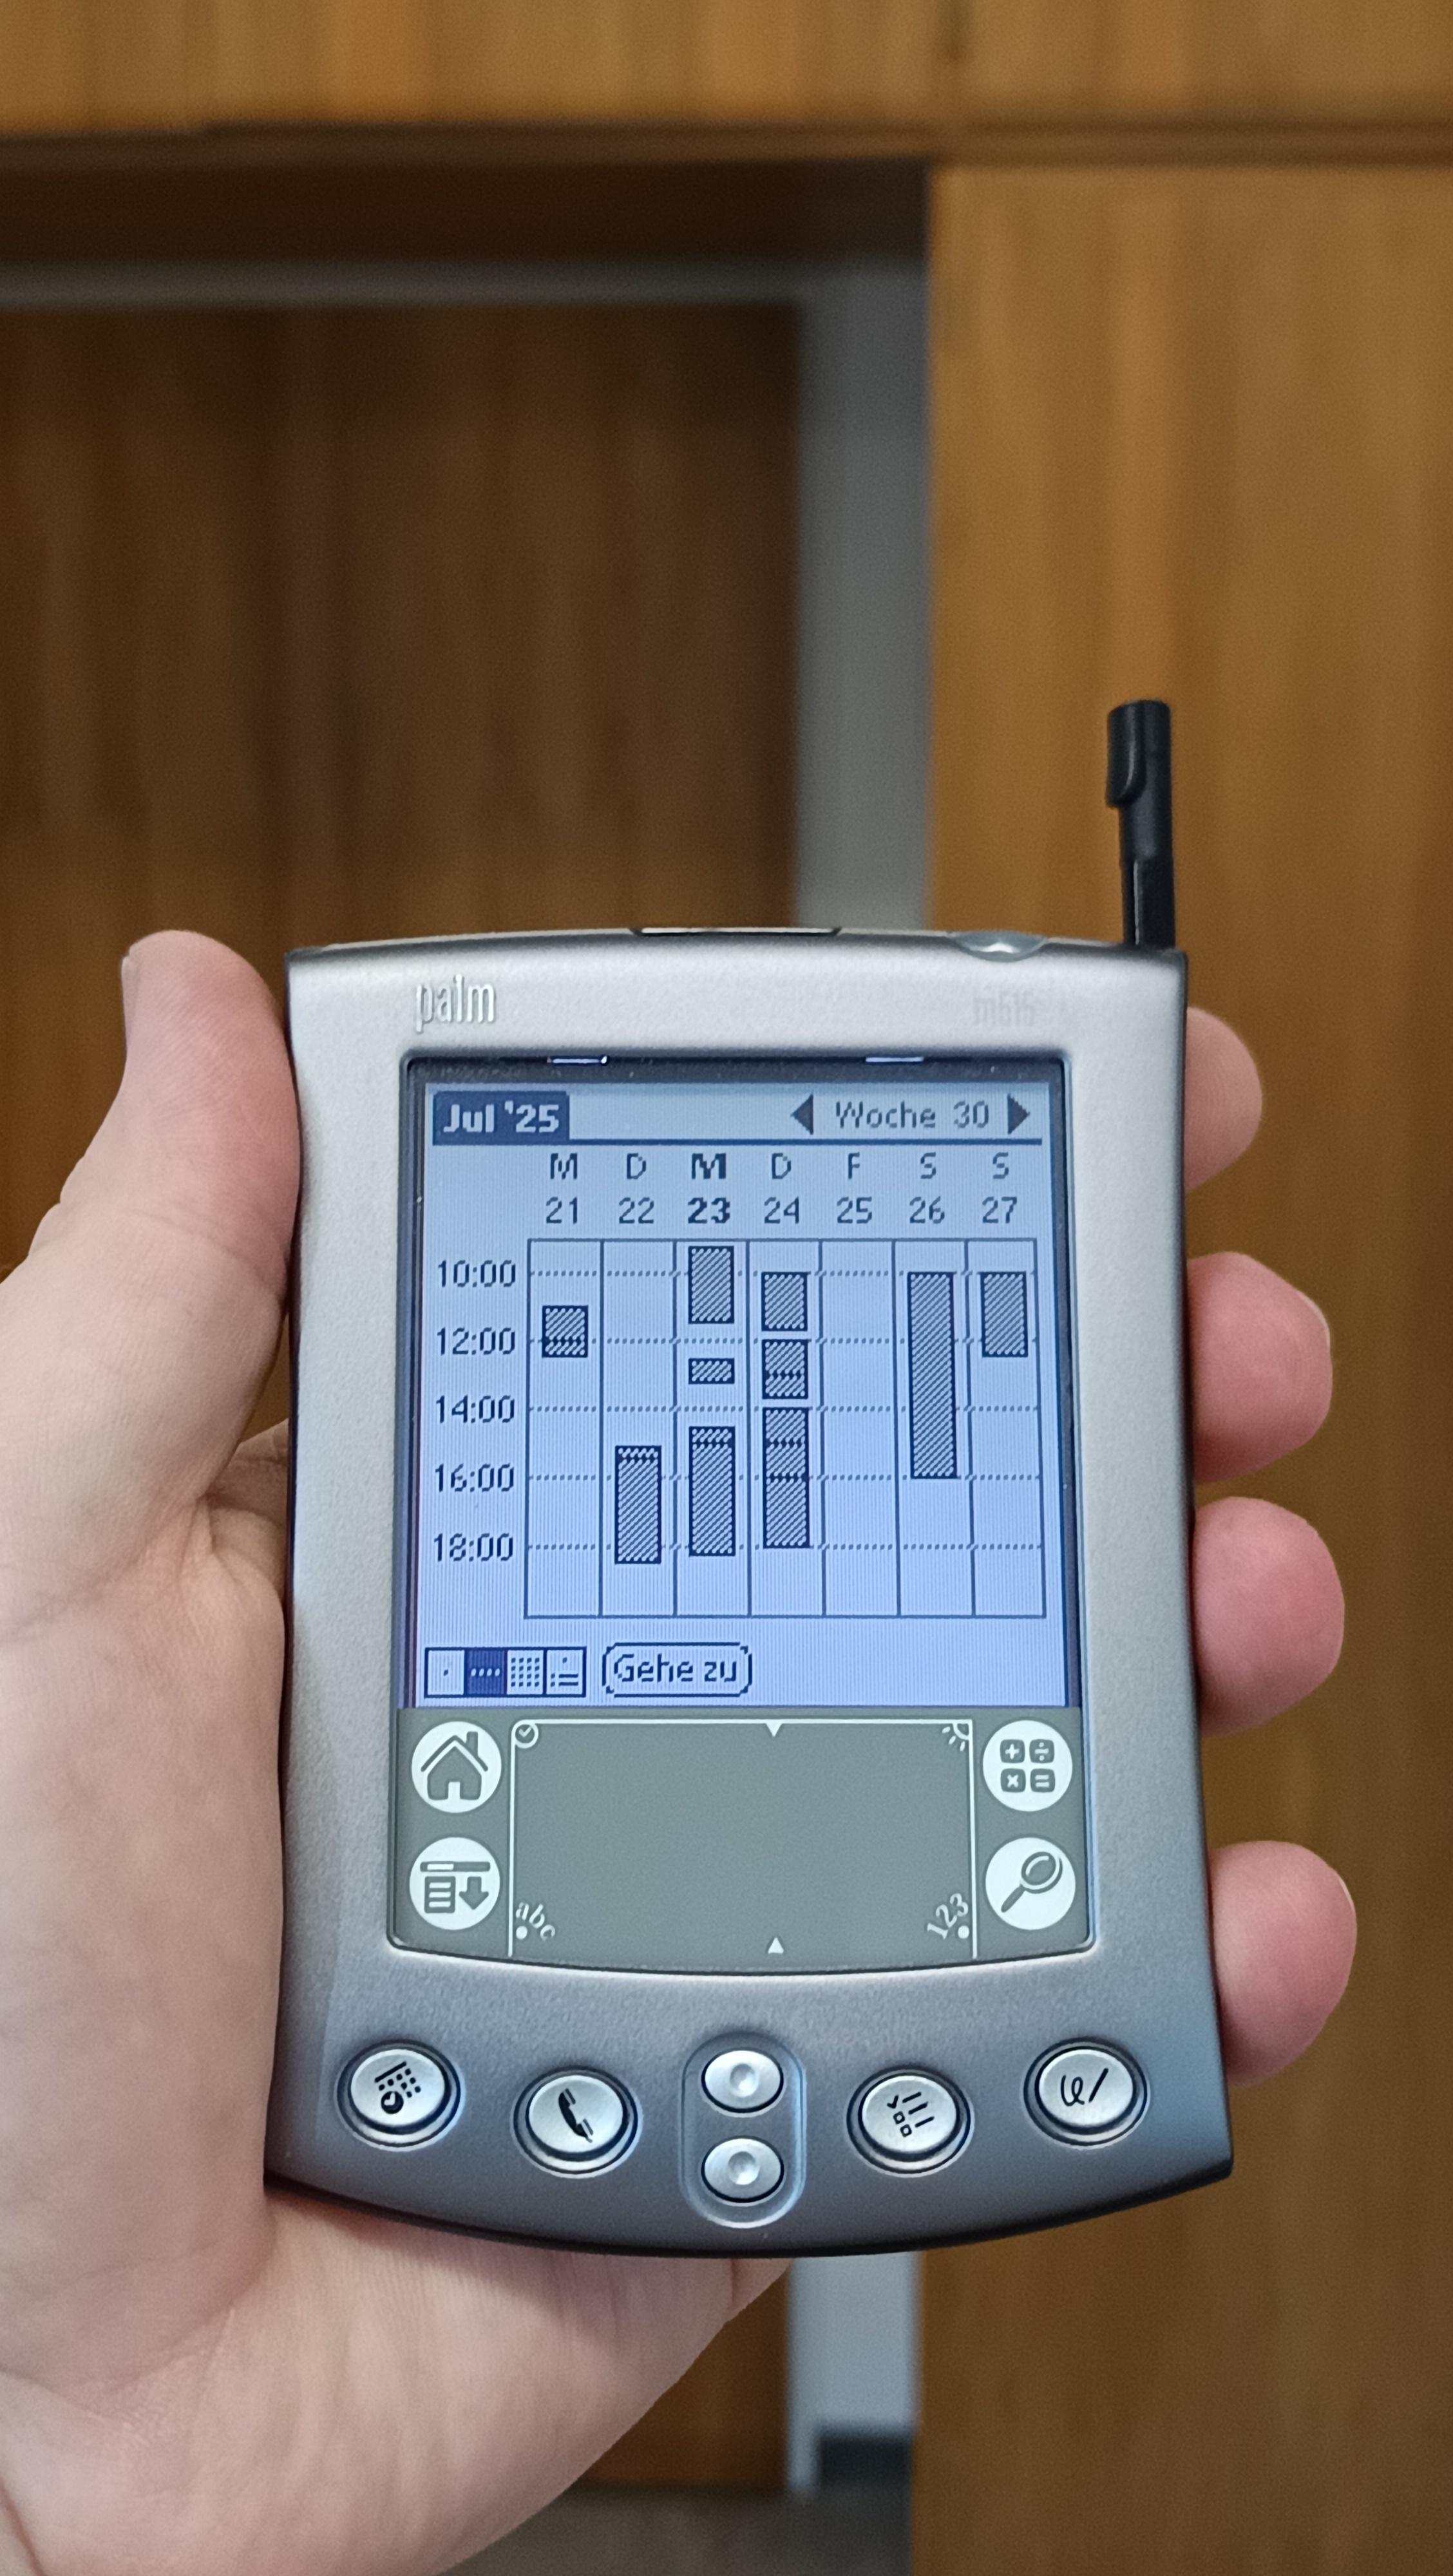 palm
m515
Jul '25 Woche 30
M D M D F S S
21 22 23 24 25 26 27
10:00
12:00
14:00
16:00
18:00
Gehe zu
abc 123